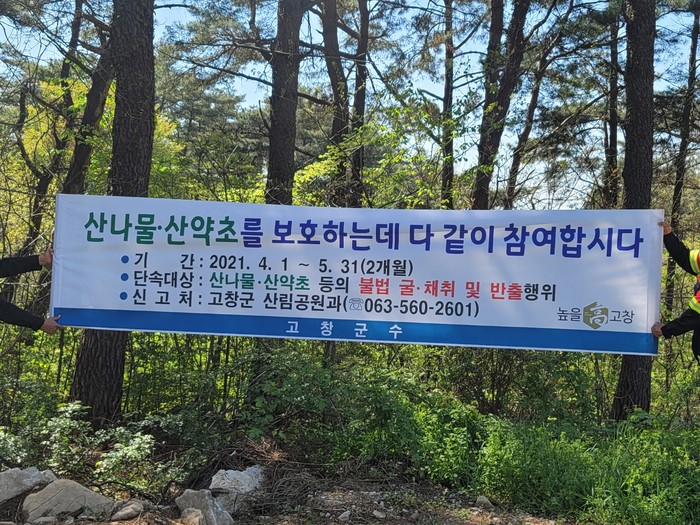 산나물·산약초를 보호하는데 다 같이 참여합시다
• 기 간 : 2021. 4. 1 ~ 5. 31(2개월)
• 단속대상 : 산나물·산약초 등의 불법 굴·채취 및 반출행위
• 신 고 처 : 고창군 산림공원과(☏063-560-2601)
높을高고창
고 창 군 수